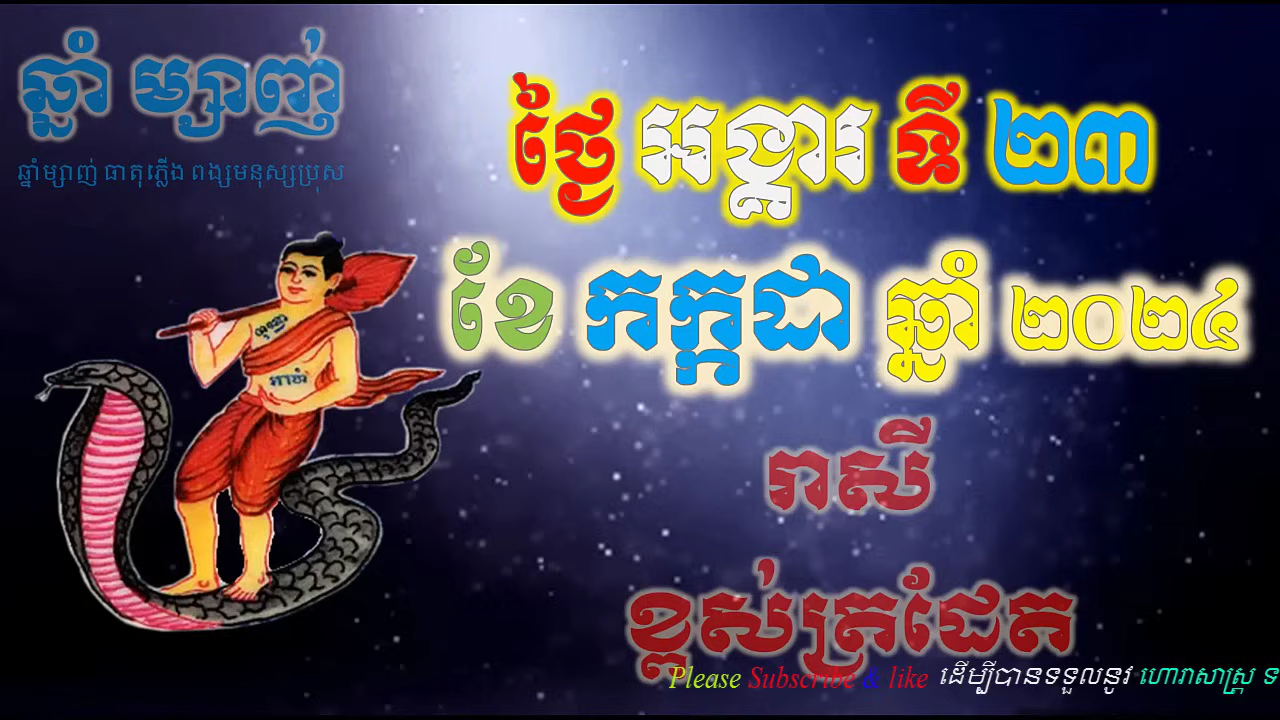 ឆ្នាំ ម្សាញ់
ឆ្នាំម្សាញ់ ធាតុភ្លើង ពង្សមនុស្សប្រុស
ថ្ងៃ អង្គារ ទី ២៣
ខែ កក្កដា ឆ្នាំ ២០២៤
រាសី
ខ្ពស់ត្រដែត
Please Subscribe & like ដើម្បីបានទទួលនូវ ហោរាសាស្ត្រ ទ